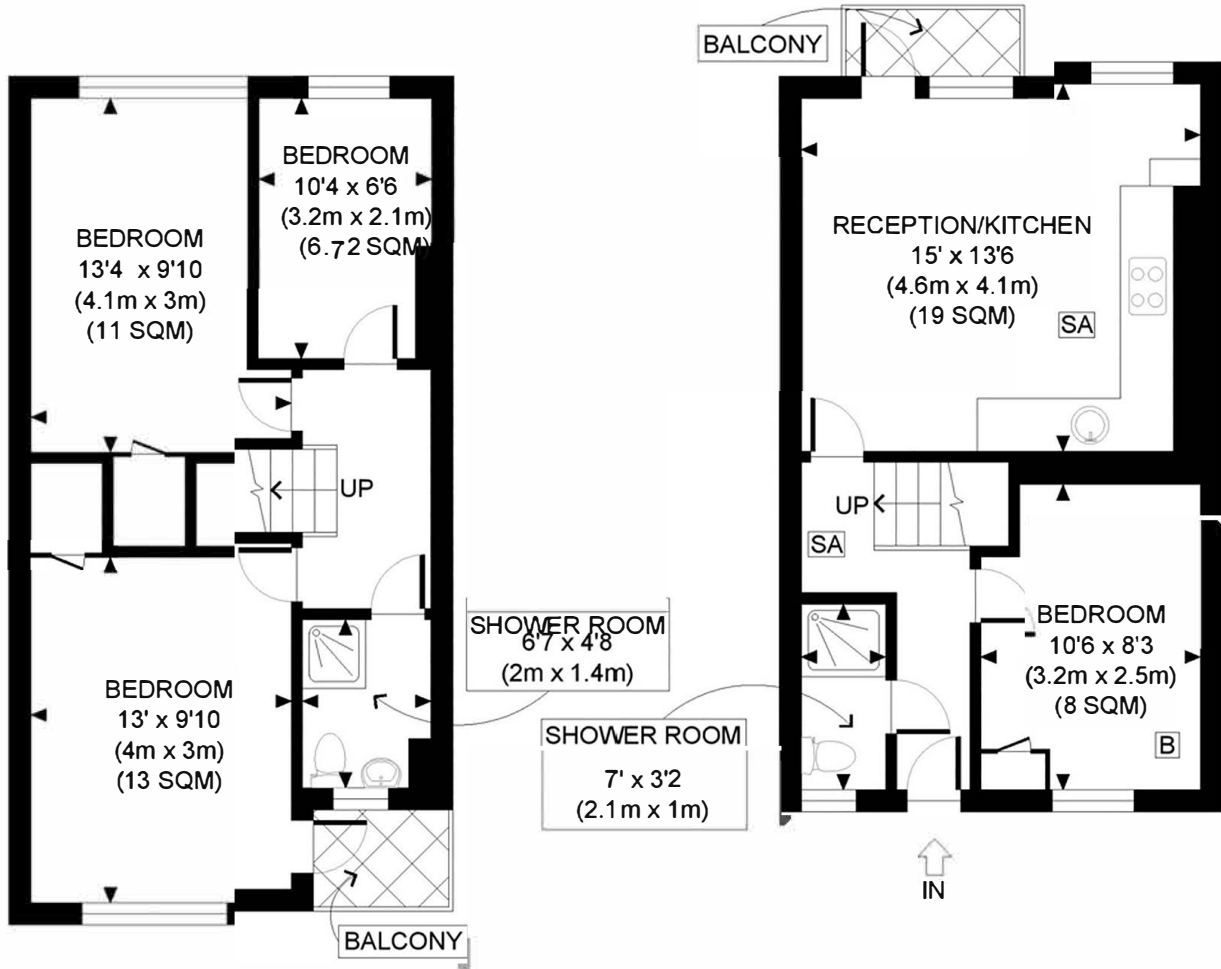 BALCONY
BEDROOM
10'4 x 6'6
(3.2m x 2.1m)
(6.72 SQM)
BEDROOM
13'4 x 9'10
(4.1m x 3m)
(11 SQM)
UP
BEDROOM
13' x 9'10
(4m x 3m)
(13 SQM)
SHOWER ROOM
6'7 x 4'8
(2m x 1.4m)
BALCONY
RECEPTION/KITCHEN
15' x 13'6
(4.6m x 4.1m)
(19 SQM)
SA
UP
SA
BEDROOM
10'6 x 8'3
(3.2m x 2.5m)
(8 SQM)
B
SHOWER ROOM
7' x 3'2
(2.1m x 1m)
IN